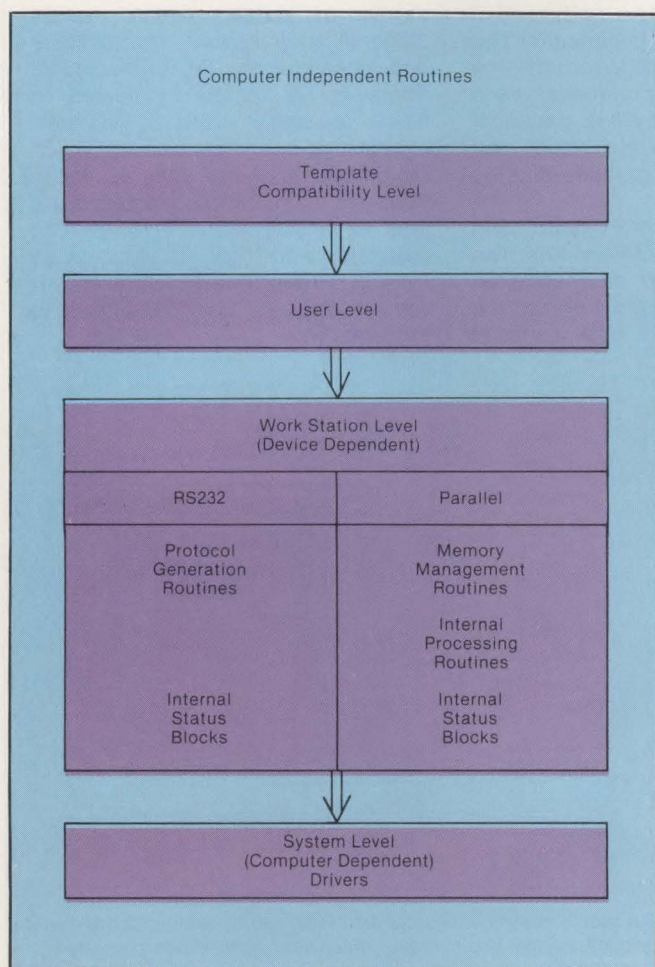 Computer Independent Routines
Template
Compatibility Level
User Level
Work Station Level
(Device Dependent)
RS232
Parallel
Protocol
Generation
Routines
Memory
Management
Routines
Internal
Processing
Routines
Internal
Status
Blocks
Internal
Status
Blocks
System Level
(Computer Dependent)
Drivers